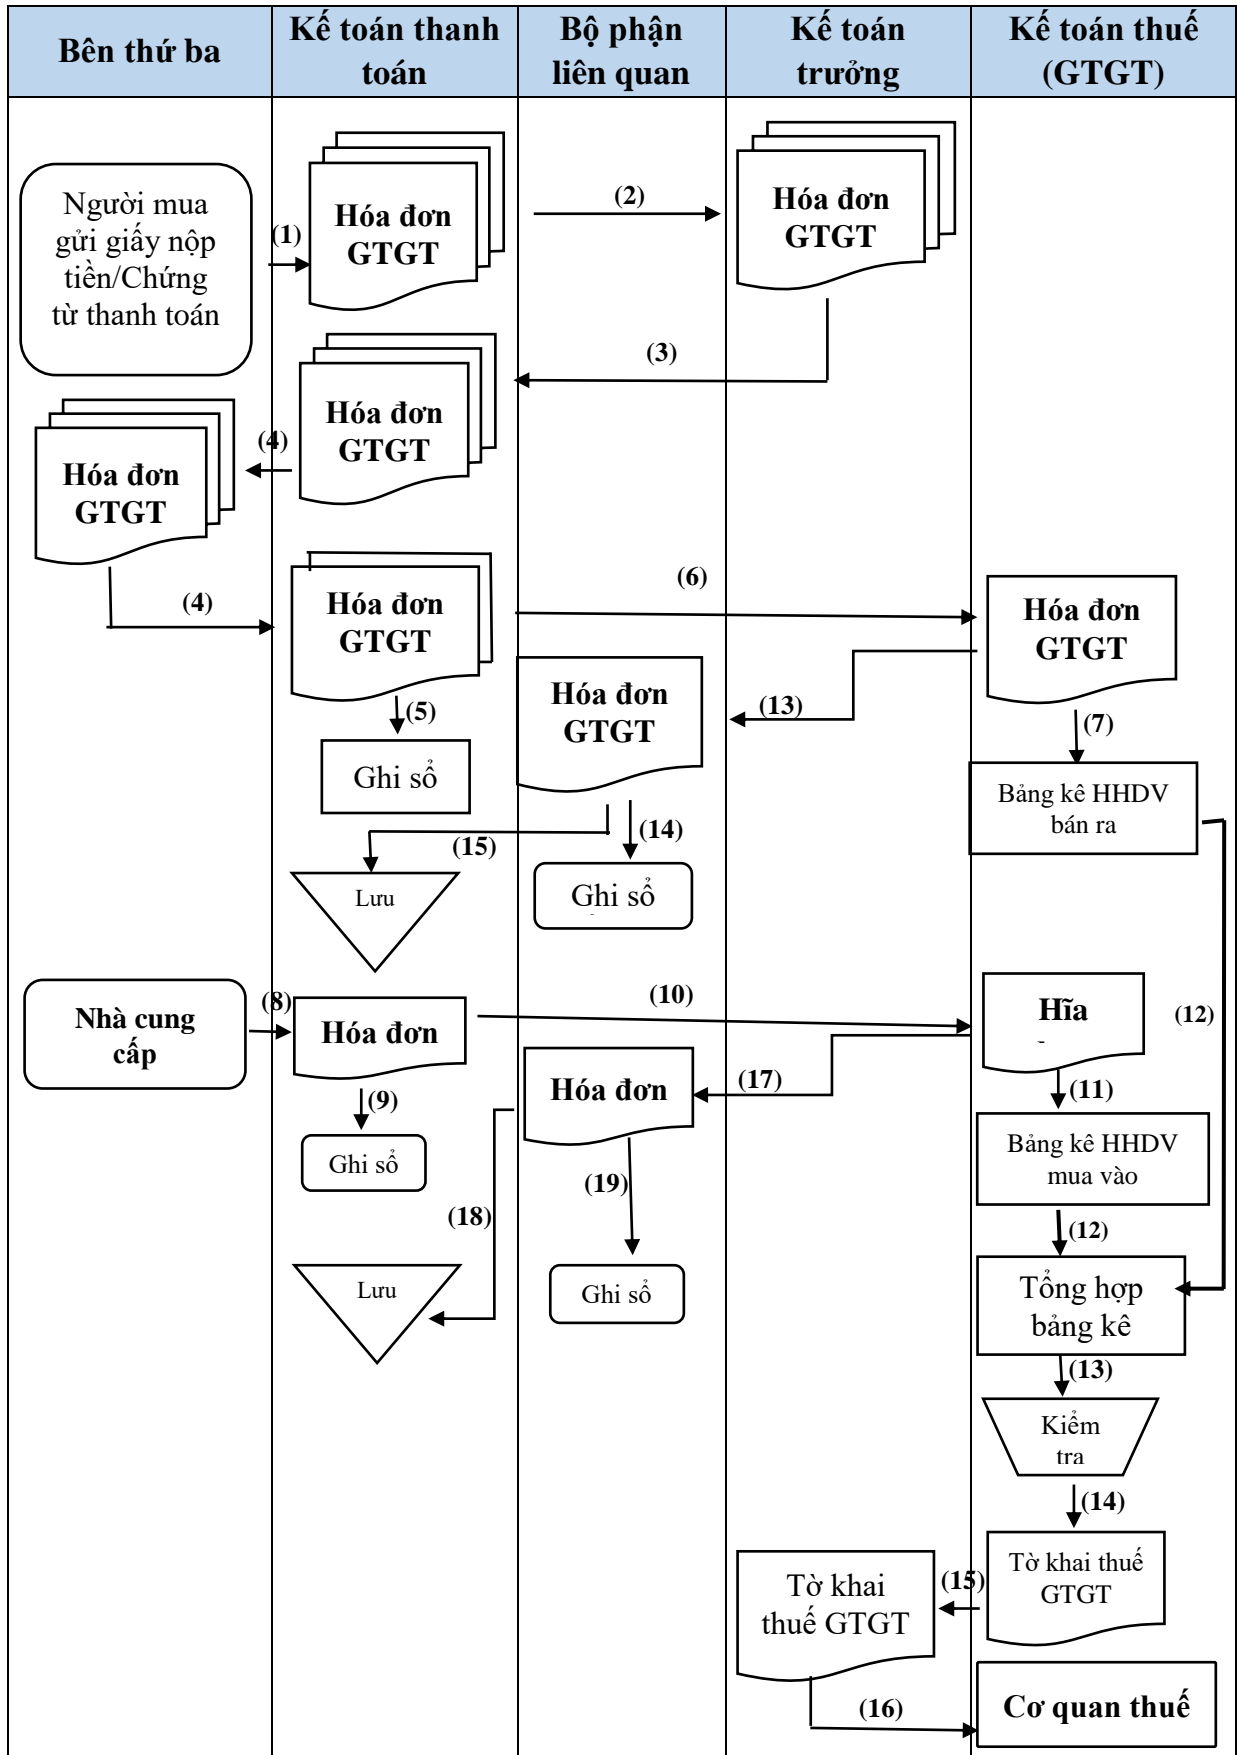 Bên thứ ba
Kế toán thanh
toán
Bộ phận
liên quan
Kế toán
trưởng
Kế toán thuế
(GTGT)
Người mua
gửi giấy nộp
tiền/Chứng
từ thanh toán
(1)
Hóa đơn
GTGT
(2)
Hóa đơn
GTGT
(3)
Hóa đơn
GTGT
(4)
Hóa đơn
GTGT
(4)
Hóa đơn
GTGT
(6)
Hóa đơn
GTGT
(5)
Ghi sổ
Hóa đơn
GTGT
(13)
(7)
Bảng kê HHDV
bán ra
(15)
(14)
Lưu
Ghi sổ
Nhà cung
cấp
(8)
Hóa đơn
(10)
Hĩa
(12)
(9)
Ghi sổ
Hóa đơn
(17)
(11)
Bảng kê HHDV
mua vào
(18)
(19)
(12)
Lưu
Ghi sổ
Tổng hợp
bảng kê
(13)
Kiểm
tra
(14)
Tờ khai thuế
GTGT
(15)
Tờ khai
thuế GTGT
(16)
Cơ quan thuế